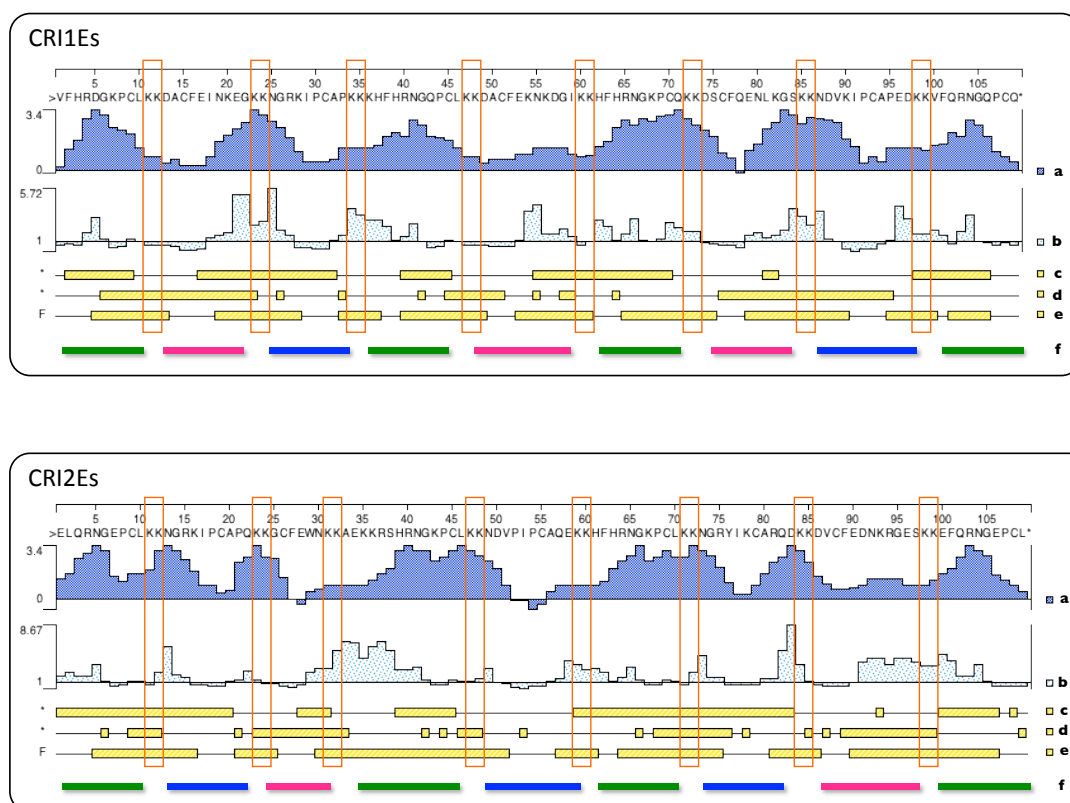 CRI1Es
5 10 15 20 25 30 35 40 45 50 55 60 65 70 75 80 85 90 95 100 105
>VFHRDGKPCLKKDACFEINKEGKKNGRKIPCAPKKKHFHRNGQPCLKKDACFEKNKDGIKKHFHRNGKPCQKKDSCFQENLKGSKKNDVKIPCAPEDKKVFQRNGQPCQ*
3.4
0
a
5.72
1
b
* c
* d
F e
f
CRI2Es
5 10 15 20 25 30 35 40 45 50 55 60 65 70 75 80 85 90 95 100 105
>ELQRNGEPCLKKNGRKIPCAPQKKGCFEWNKKAEKKRSHRNGKPCLKKNDVPIPCAQEKKHFHRNGKPCLKKNGRYIKCARQDKKDVCFEDNKRGESKKEFQRNGEPCL*
3.4
0
a
8.67
1
b
* c
* d
F e
f